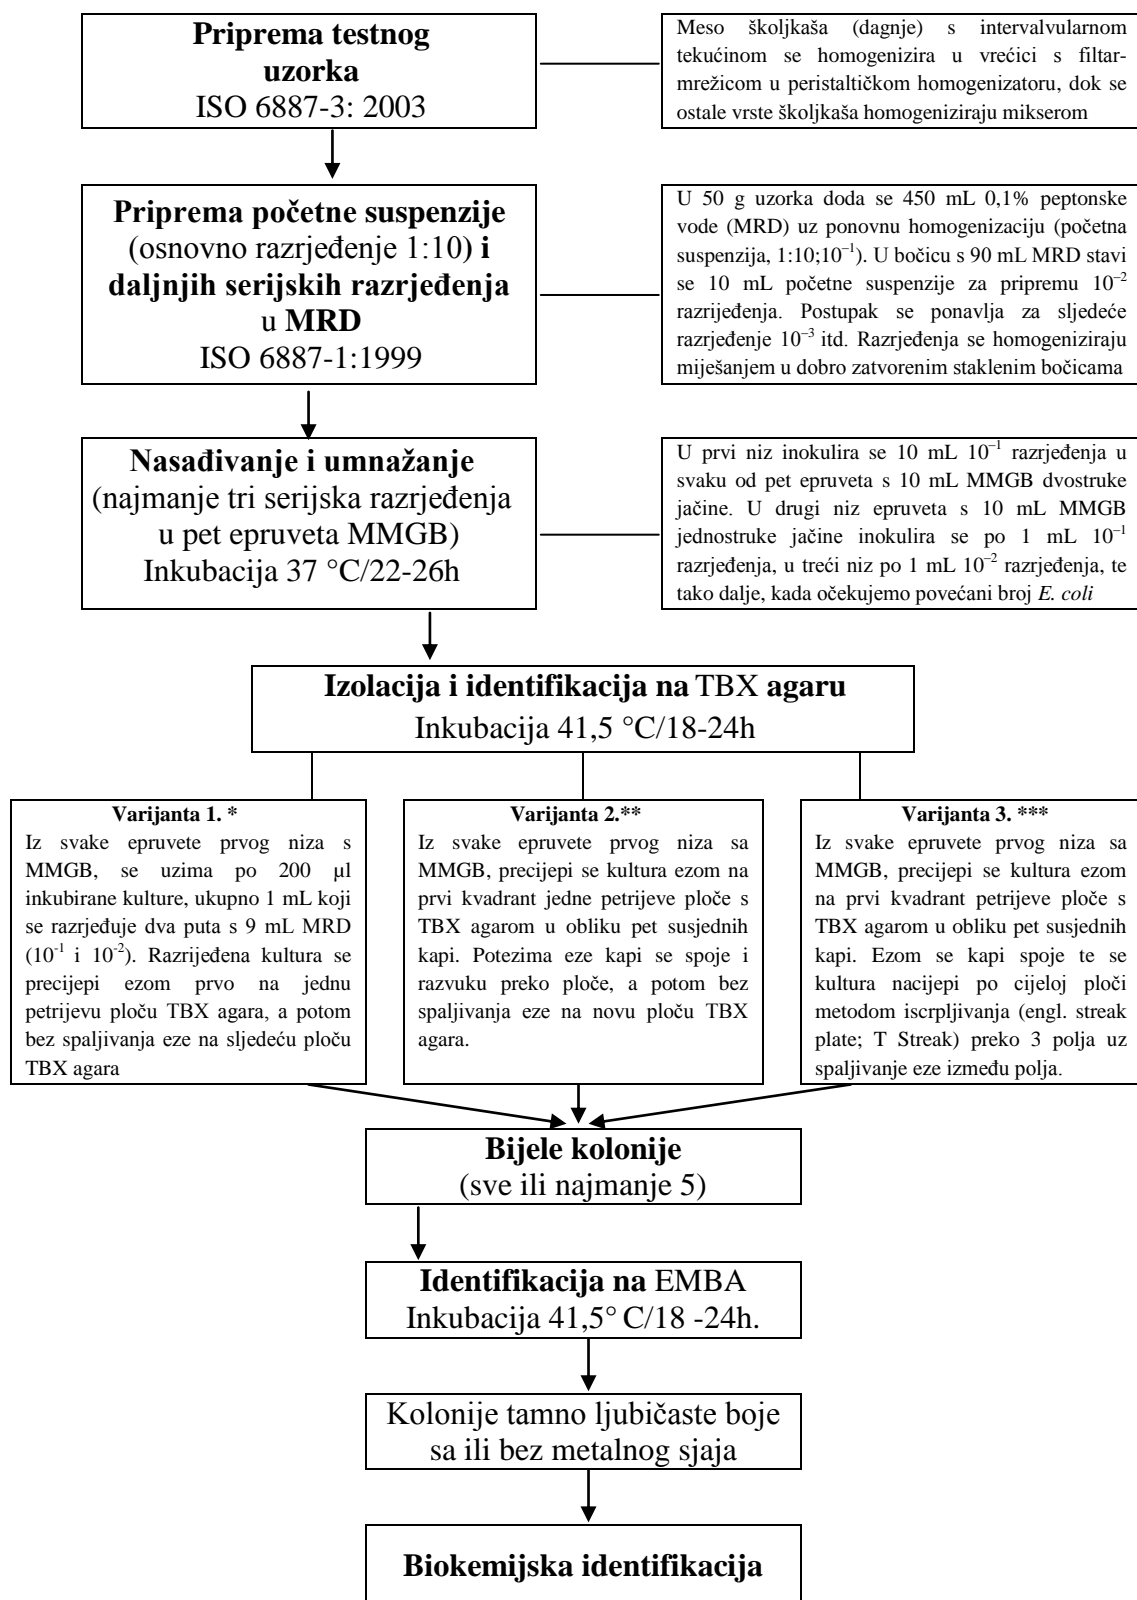 Priprema testnog
uzorka
ISO 6887-3: 2003
Meso školjkaša (dagnje) s intervalvularnom
tekućinom se homogenizira u vrećici s filtar-
mrežicom u peristaltičkom homogenizatoru, dok se
ostale vrste školjkaša homogeniziraju mikserom
Priprema početne suspenzije
(osnovno razrjeđenje 1:10) i
daljnjih serijskih razrjeđenja
u MRD
ISO 6887-1:1999
U 50 g uzorka doda se 450 mL 0,1% peptonske
vode (MRD) uz ponovnu homogenizaciju (početna
suspenzija, 1:10;10⁻¹). U bočicu s 90 mL MRD stavi
se 10 mL početne suspenzije za pripremu 10⁻²
razrijeđenja. Postupak se ponavlja za sljedeće
razrjeđenje 10⁻³ itd. Razrjeđenja se homogeniziraju
miješanjem u dobro zatvorenim staklenim bočicama
Nasađivanje i umnažanje
(najmanje tri serijska razrjeđenja
u pet epruveta MMGB)
Inkubacija 37 °C/22-26h
U prvi niz inokulira se 10 mL 10⁻¹ razrjeđenja u
svaku od pet epruveta s 10 mL MMGB dvostruke
jačine. U drugi niz epruveta s 10 mL MMGB
jednostruke jačine inokulira se po 1 mL 10⁻¹
razrjeđenja, u treći niz po 1 mL 10⁻² razrjeđenja, te
tako dalje, kada očekujemo povećani broj E. coli
Izolacija i identifikacija na TBX agaru
Inkubacija 41,5 °C/18-24h
Varijanta 1. *
Iz svake epruvete prvog niza s
MMGB, se uzima po 200 µl
inkubirane kulture, ukupno 1 mL koji
se razrjeđuje dva puta s 9 mL MRD
(10⁻¹ i 10⁻²). Razrijeđena kultura se
precijepi ezom prvo na jednu
petrijevu ploču TBX agara, a potom
bez spaljivanja eze na sljedeću ploču
TBX agara
Varijanta 2.**
Iz svake epruvete prvog niza sa
MMGB, precijepi se kultura ezom na
prvi kvadrant jedne petrijeve ploče s
TBX agarom u obliku pet susjednih
kapi. Potezima eze kapi se spoje i
razvuku preko ploče, a potom bez
spaljivanja eze na novu ploču TBX
agara.
Varijanta 3. ***
Iz svake epruvete prvog niza sa
MMGB, precijepi se kultura ezom
na prvi kvadrant petrijeve ploče s
TBX agarom u obliku pet susjednih
kapi. Ezom se kapi spoje te se
kultura nacijepi po cijeloj ploči
metodom iscrpljivanja (engl. streak
plate; T Streak) preko 3 polja uz
spaljivanje eze između polja.
Bijele kolonije
(sve ili najmanje 5)
Identifikacija na EMBA
Inkubacija 41,5° C/18 -24h.
Kolonije tamno ljubičaste boje
sa ili bez metalnog sjaja
Biokemijska identifikacija